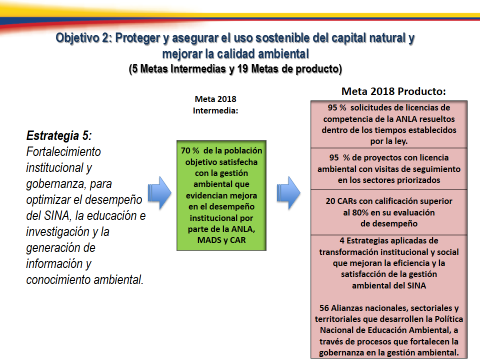 Objetivo 2: Proteger y asegurar el uso sostenible del capital natural y
mejorar la calidad ambiental
(5 Metas Intermedias y 19 Metas de producto)
Meta 2018
Intermedia:
Meta 2018 Producto:
Estrategia 5:
Fortalecimiento
institucional y
gobernanza, para
optimizar el desempeño
del SINA, la educación e
investigación y la
generación de
información y
conocimiento ambiental.
70 % de la población
objetivo satisfecha
con la gestión
ambiental que
evidencian mejora
en el desempeño
institucional por
parte de la ANLA,
MADS y CAR
95 % solicitudes de licencias de
competencia de la ANLA resueltos
dentro de los tiempos establecidos
por la ley.
95 % de proyectos con licencia
ambiental con visitas de seguimiento
en los sectores priorizados
20 CARs con calificación superior
al 80% en su evaluación
de desempeño
4 Estrategias aplicadas de
transformación institucional y social
que mejoran la eficiencia y la
satisfacción de la gestión
ambiental del SINA
56 Alianzas nacionales, sectoriales y
territoriales que desarrollen la Política
Nacional de Educación Ambiental, a
través de procesos que fortalecen la
gobernanza en la gestión ambiental.